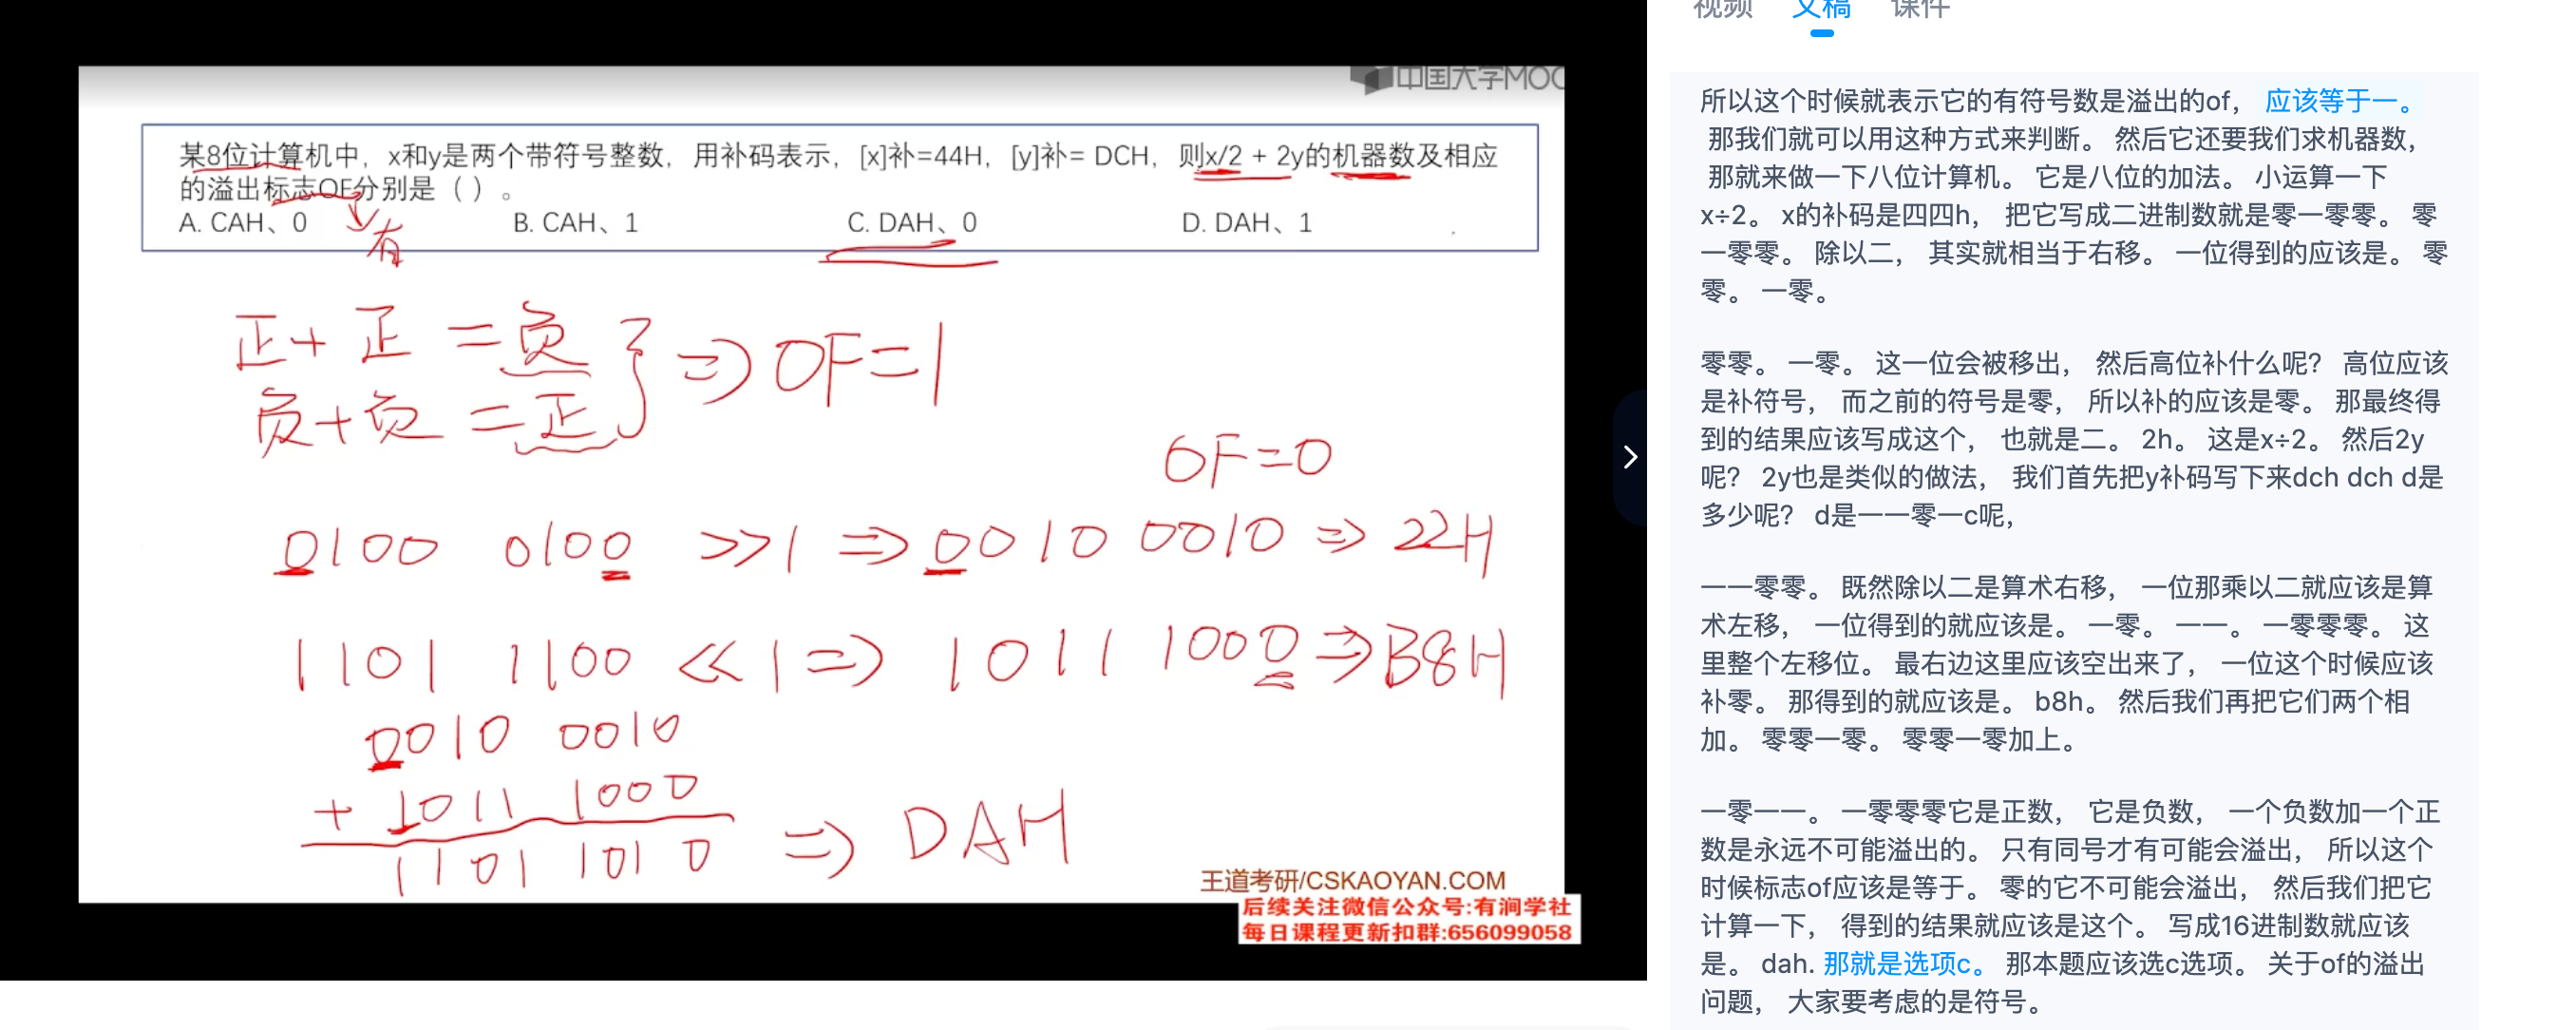 视频 文稿 课件
中国大学MOO
某8位计算机中，x和y是两个带符号整数，用补码表示，[x]补=44H，[y]补= DCH，则x/2 + 2y的机器数及相应
的溢出标志OF分别是（ ）。
A. CAH、0 B. CAH、1 C. DAH、0 D. DAH、1
有
正+正=负
负+负=正
} ⇒ OF=1
OF=0
0100 0100 >>1 ⇒ 0010 0010 ⇒ 22H
1101 1100 <<1 ⇒ 1011 1000 ⇒ B8H
0010 0010
+ 1011 1000
1101 1010 ⇒ DAH
王道考研/CSKAOYAN.COM
后续关注微信公众号:有涧学社
每日课程更新扣群:656099058
所以这个时候就表示它的有符号数是溢出的of， 应该等于一。
那我们就可以用这种方式来判断。 然后它还要我们求机器数，
那就来做一下八位计算机。 它是八位的加法。 小运算一下
x÷2。 x的补码是四四h， 把它写成二进制数就是零一零零。 零
一零零。 除以二， 其实就相当于右移。 一位得到的应该是。 零
零。 一零。
零零。 一零。 这一位会被移出， 然后高位补什么呢？ 高位应该
是补符号， 而之前的符号是零， 所以补的应该是零。 那最终得
到的结果应该写成这个， 也就是二。 2h。 这是x÷2。 然后2y
呢？ 2y也是类似的做法， 我们首先把y补码写下来dch dch d是
多少呢？ d是一一零一c呢，
一一零零。 既然除以二是算术右移， 一位那乘以二就应该是算
术左移， 一位得到的就应该是。 一零。 一一。 一零零零。 这
里整个左移位。 最右边这里应该空出来了， 一位这个时候应该
补零。 那得到的就应该是。 b8h。 然后我们再把它们两个相
加。 零零一零。 零零一零加上。
一零一一。 一零零零它是正数， 它是负数， 一个负数加一个正
数是永远不可能溢出的。 只有同号才有可能会溢出， 所以这个
时候标志of应该是等于。 零的它不可能会溢出， 然后我们把它
计算一下， 得到的结果就应该是这个。 写成16进制数就应该
是。 dah. 那就是选项c。 那本题应该选c选项。 关于of的溢出
问题， 大家要考虑的是符号。